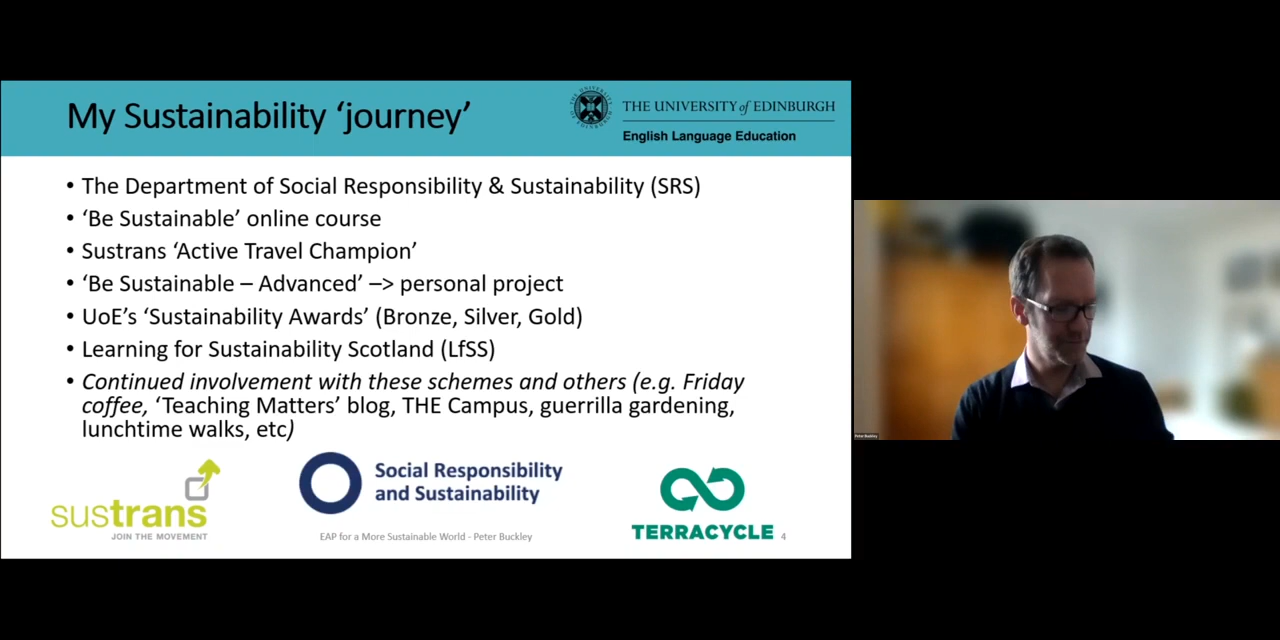 My Sustainability ‘journey’
THE UNIVERSITY of EDINBURGH
English Language Education
• The Department of Social Responsibility & Sustainability (SRS)
• ‘Be Sustainable’ online course
• Sustrans ‘Active Travel Champion’
• ‘Be Sustainable – Advanced’ –> personal project
• UoE’s ‘Sustainability Awards’ (Bronze, Silver, Gold)
• Learning for Sustainability Scotland (LfSS)
• Continued involvement with these schemes and others (e.g. Friday
coffee, ‘Teaching Matters’ blog, THE Campus, guerrilla gardening,
lunchtime walks, etc)
sustrans
JOIN THE MOVEMENT
Social Responsibility
and Sustainability
TERRACYCLE
EAP for a More Sustainable World - Peter Buckley
4
Peter Buckley